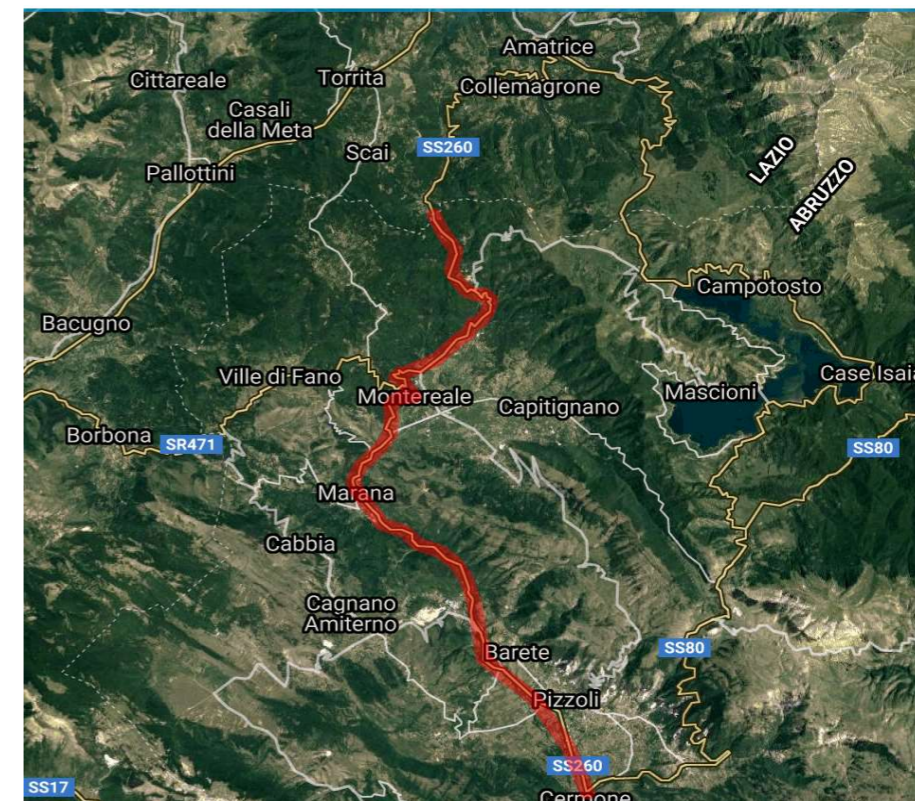 Amatrice
Cittareale
Torrita
Collemagrone
Casali
della Meta
SS260
Scai
Pallottini
LAZIO
ABRUZZO
Campotosto
Bacugno
Ville di Fano
Case Isaia
Mascioni
Montereale
Capitignano
Borbona
SR471
SS80
Marana
Cabbia
Cagnano
Amiterno
SS80
Barete
Pizzoli
SS260
SS17
Cermone